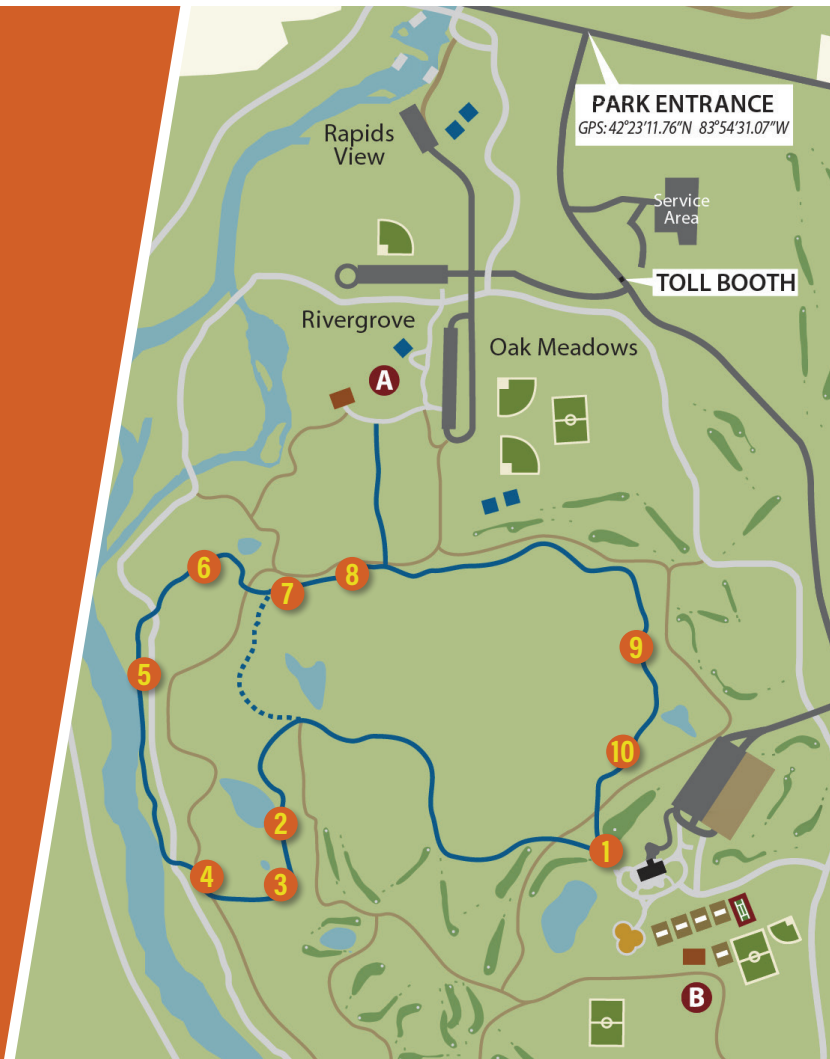 PARK ENTRANCE
GPS: 42°23'11.76"N 83°54'31.07"W
Rapids
View
Service
Area
TOLL BOOTH
Rivergrove
Oak Meadows
A
6
8
7
9
5
10
2
1
4
3
B